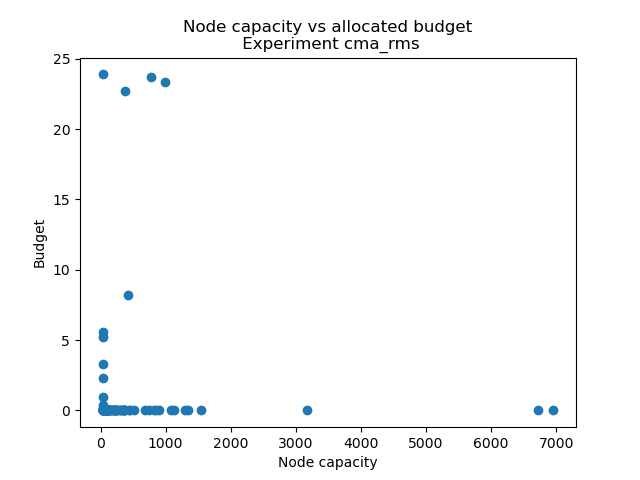 Node capacity vs allocated budget
Experiment cma_rms
25
20
15
10
5
0
Budget
0 1000 2000 3000 4000 5000 6000 7000
Node capacity